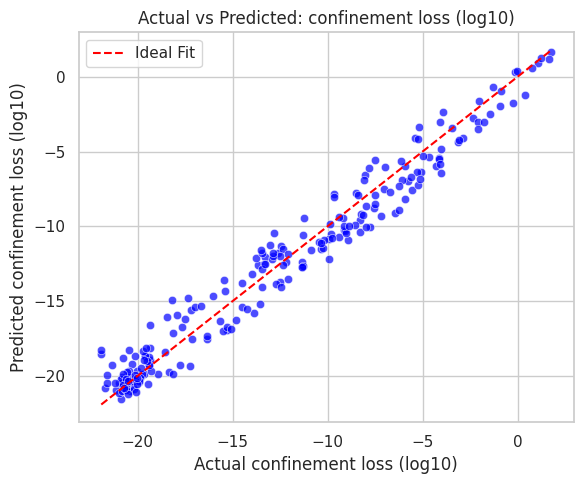 Actual vs Predicted: confinement loss (log10)
Ideal Fit
Predicted confinement loss (log10)
0
−5
−10
−15
−20
−20
−15
−10
−5
0
Actual confinement loss (log10)